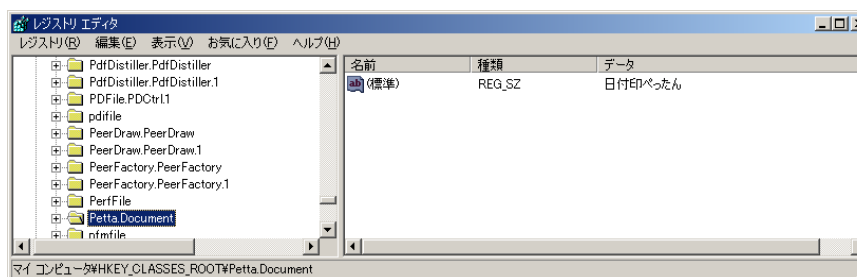 レジストリ エディタ
レジストリ(R) 編集(E) 表示(V) お気に入り(F) ヘルプ(H)
PdfDistiller.PdfDistiller
PdfDistiller.PdfDistiller.1
PDFile.PDCtrl.1
pdifile
PeerDraw.PeerDraw
PeerDraw.PeerDraw.1
PeerFactory.PeerFactory
PeerFactory.PeerFactory.1
PerfFile
Petta.Document
pfmfile
名前 種類 データ
ab (標準) REG_SZ 日付印ぺったん
マイ コンピュータ¥HKEY_CLASSES_ROOT¥Petta.Document